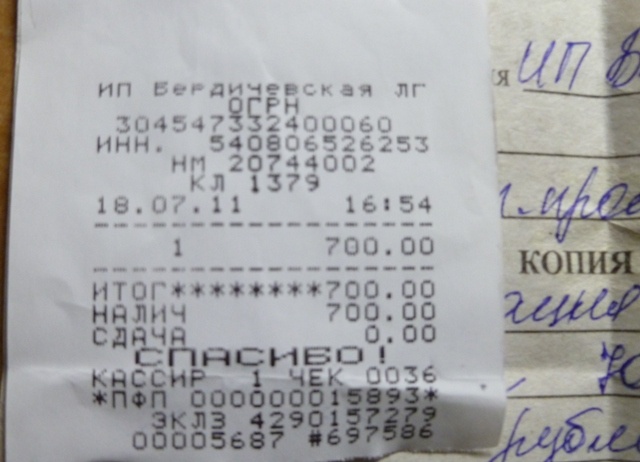 ИП Бердичевская ЛГ
ОГРН
304547332400060
ИНН. 540806526253
НМ 20744002
КЛ 1379
18.07.11 16:54
1 700.00
ИТОГ********700.00
НАЛИЧ 700.00
СДАЧА 0.00
СПАСИБО!
КАССИР 1 ЧЕК 0036
*ПФП 000000015893*
ЭКЛЗ 4290157279
00005687 #697586
ИП
КОПИЯ